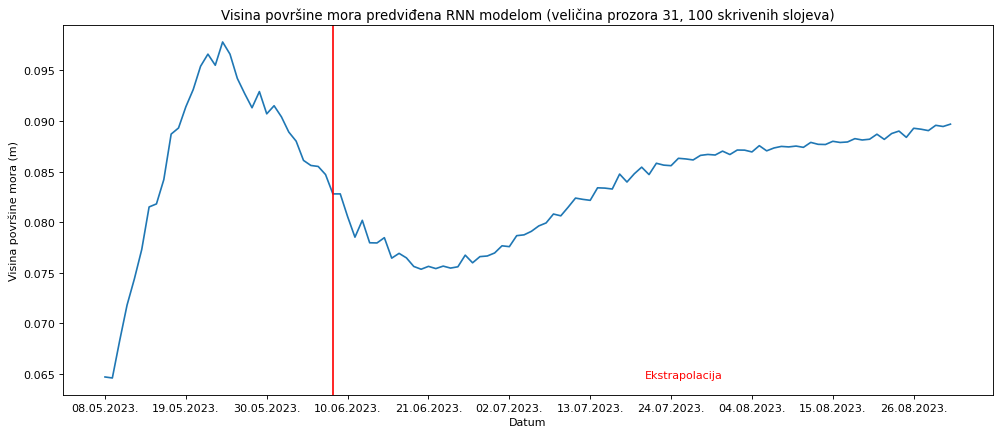 Visina površine mora predviđena RNN modelom (veličina prozora 31, 100 skrivenih slojeva)
Visina površine mora (m)
0.095
0.090
0.085
0.080
0.075
0.070
0.065
Ekstrapolacija
08.05.2023. 19.05.2023. 30.05.2023. 10.06.2023. 21.06.2023. 02.07.2023. 13.07.2023. 24.07.2023. 04.08.2023. 15.08.2023. 26.08.2023.
Datum